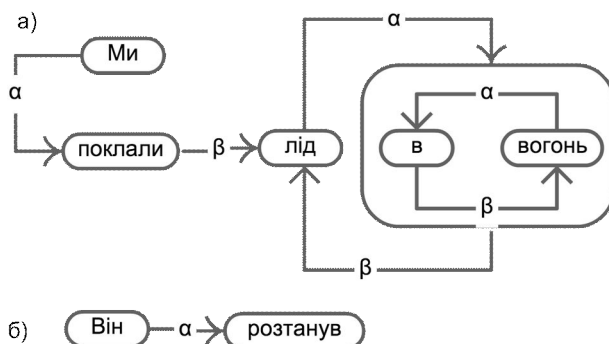 а)
Ми
α
α
α
поклали
β
лід
в
вогонь
β
β
б)
Він
α
розтанув